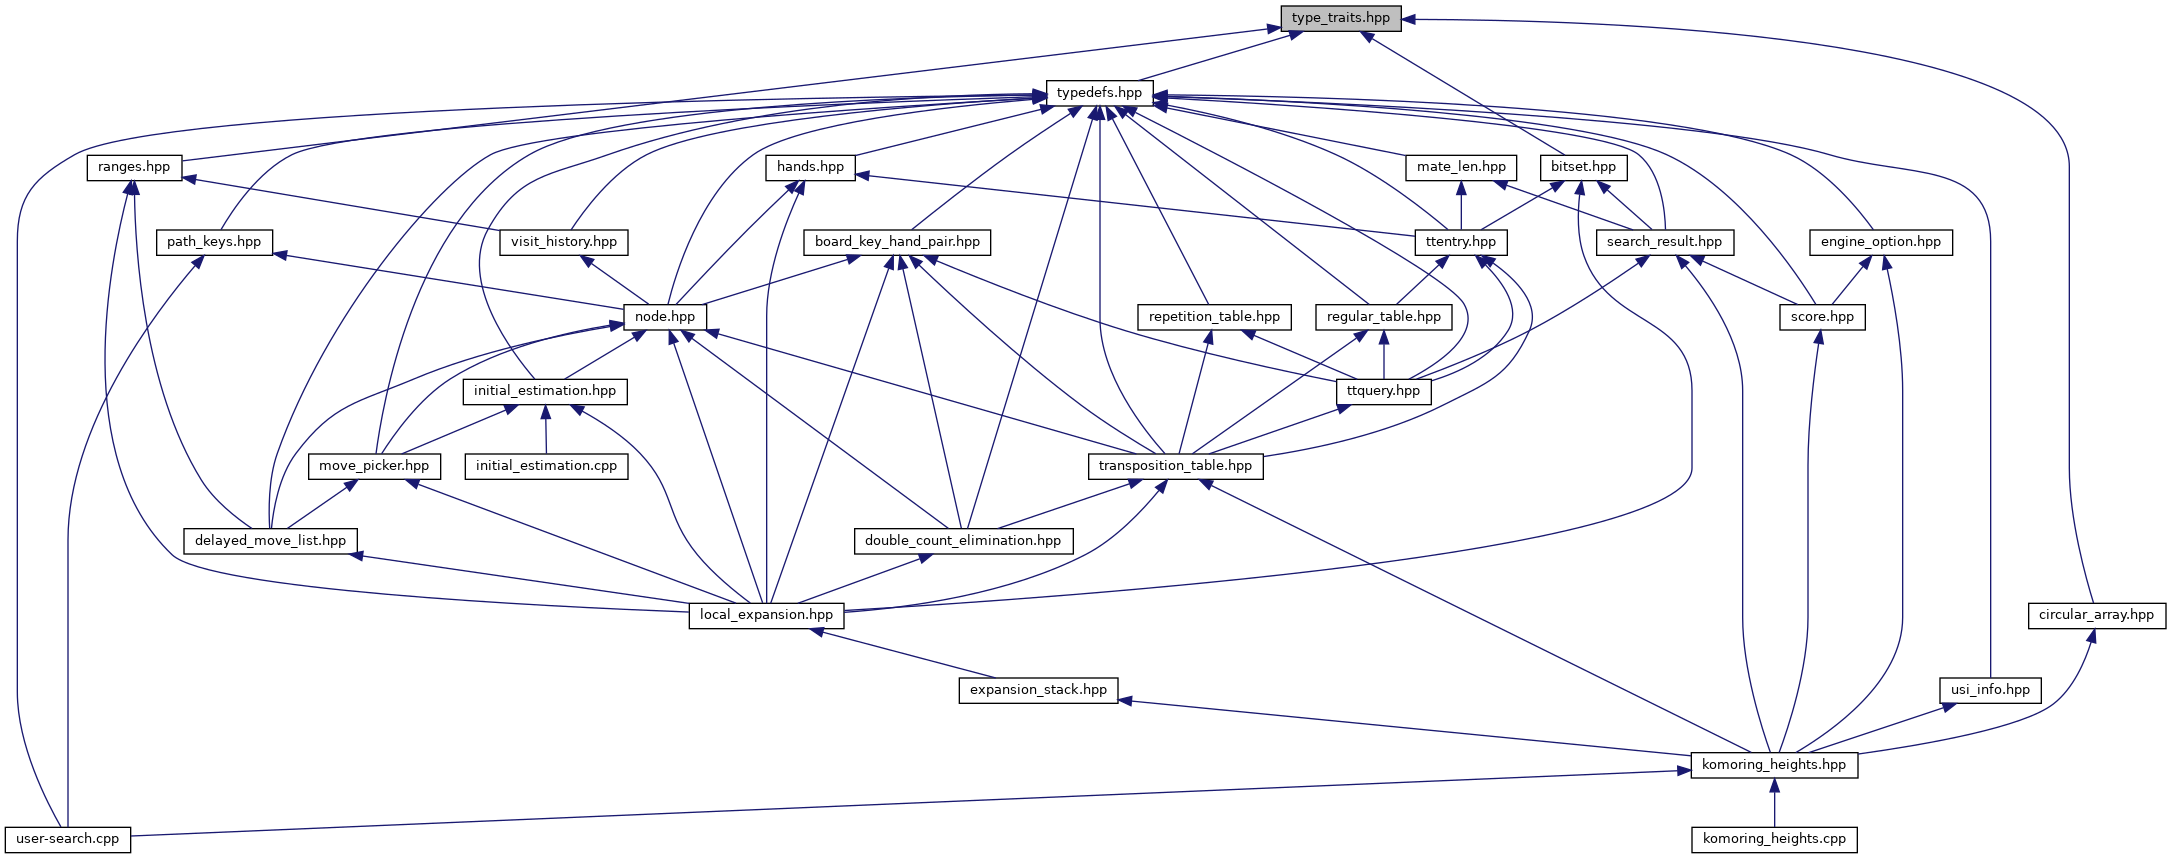 type_traits.hpp
typedefs.hpp
ranges.hpp
hands.hpp
mate_len.hpp
bitset.hpp
path_keys.hpp
visit_history.hpp
board_key_hand_pair.hpp
ttentry.hpp
search_result.hpp
engine_option.hpp
node.hpp
repetition_table.hpp
regular_table.hpp
score.hpp
initial_estimation.hpp
ttquery.hpp
move_picker.hpp
initial_estimation.cpp
transposition_table.hpp
delayed_move_list.hpp
double_count_elimination.hpp
local_expansion.hpp
circular_array.hpp
expansion_stack.hpp
usi_info.hpp
komoring_heights.hpp
user-search.cpp
komoring_heights.cpp